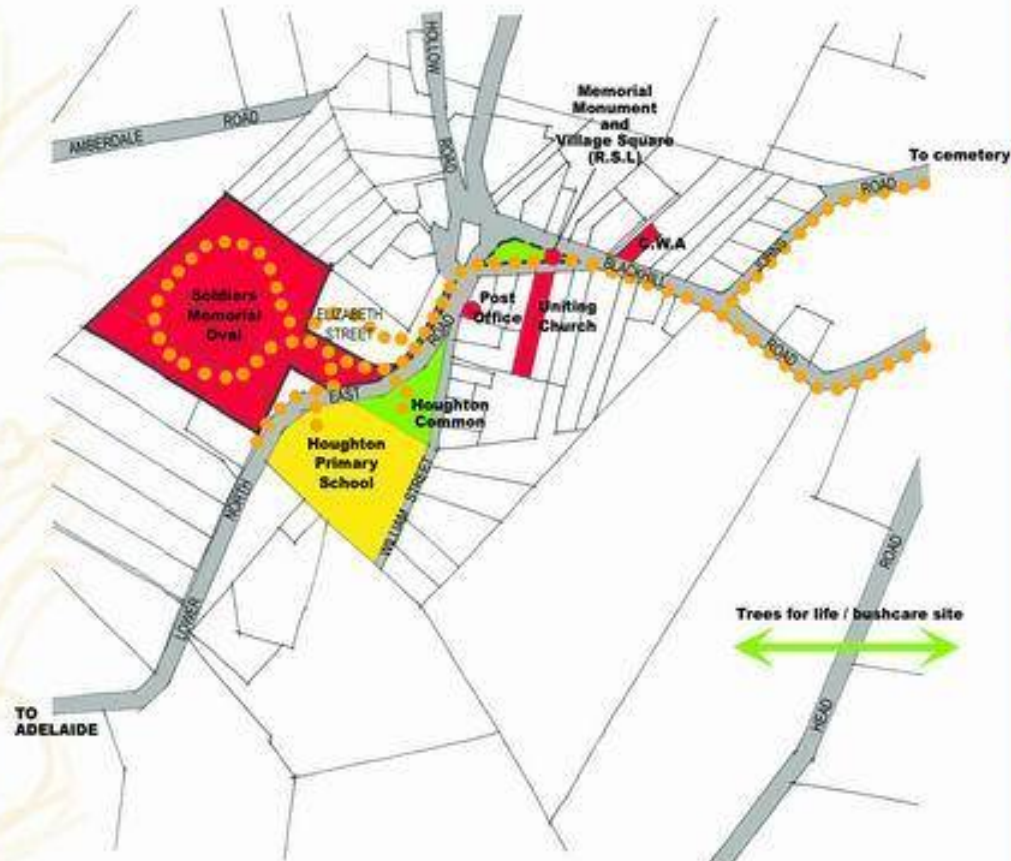 HOLLOW
ROAD
AMBERDALE ROAD
Memorial
Monument
and
Village Square
(R.S.L)
To cemetery
ROAD
C.W.A
BLACKHILL
ROAD
Soldiers
Memorial
Oval
ELIZABETH
STREET
Post
Office
Uniting
Church
ROAD
EAST
Houghton
Common
Houghton
Primary
School
WILLIAM STREET
NORTH
LOWER
TO
ADELAIDE
ROAD
Trees for life / bushcare site
HEAD